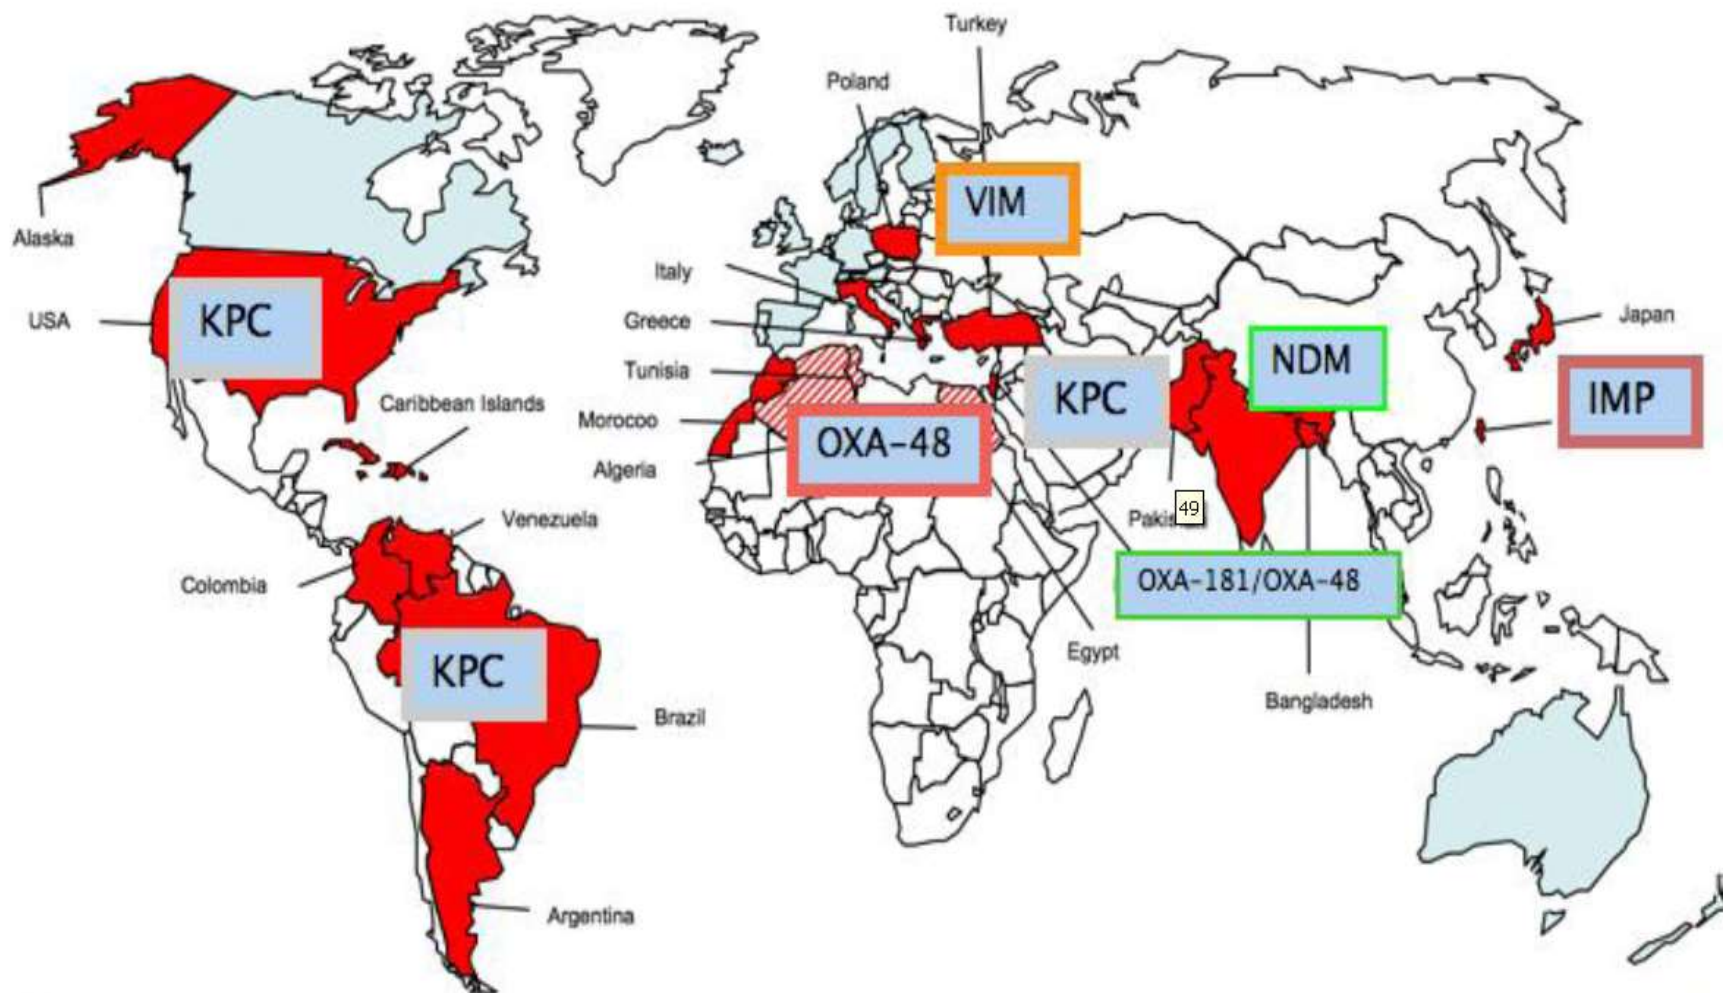 Turkey
Poland
VIM
Alaska
Italy
KPC
USA
Greece
Japan
NDM
Tunisia
KPC
IMP
Caribbean Islands
Morocoo
OXA-48
Algeria
49
Venezuela
Colombia
OXA-181/OXA-48
Egypt
KPC
Bangladesh
Brazil
Argentina